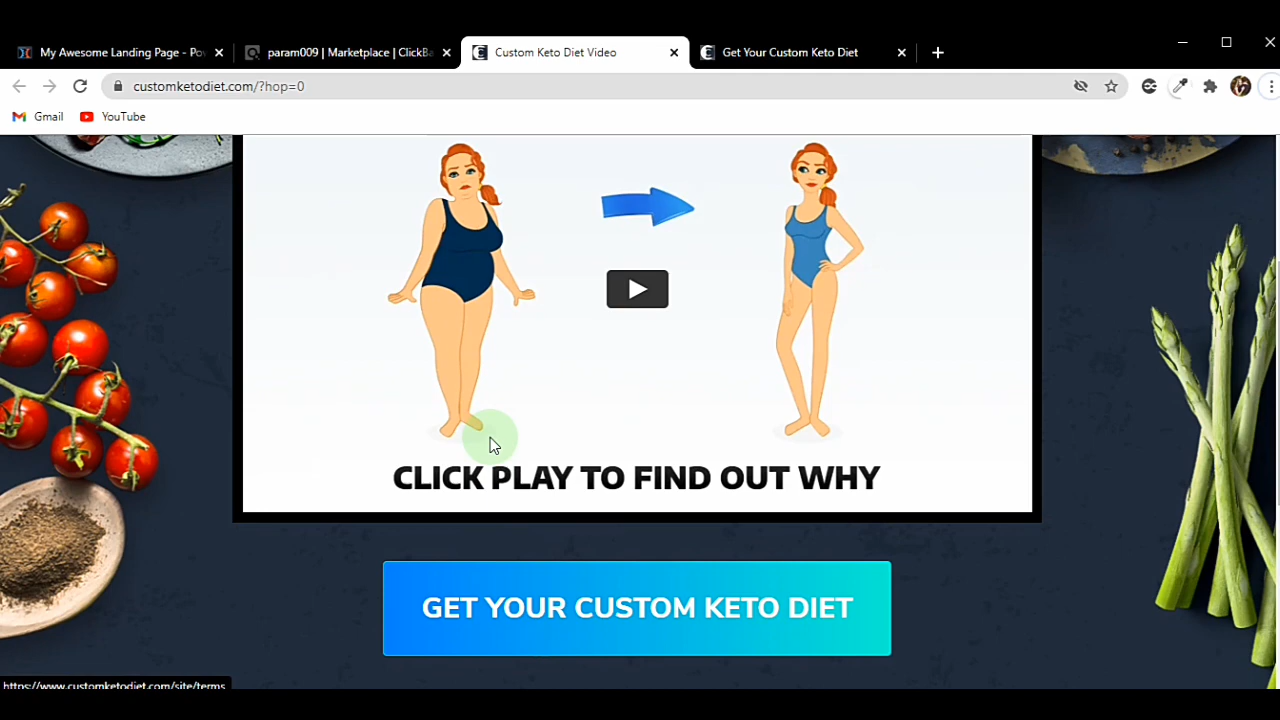 My Awesome Landing Page - Po
param009 | Marketplace | ClickBa
Custom Keto Diet Video
Get Your Custom Keto Diet
customketodiet.com/?hop=0
Gmail
YouTube
CLICK PLAY TO FIND OUT WHY
GET YOUR CUSTOM KETO DIET
https://www.customketodiet.com/site/terms